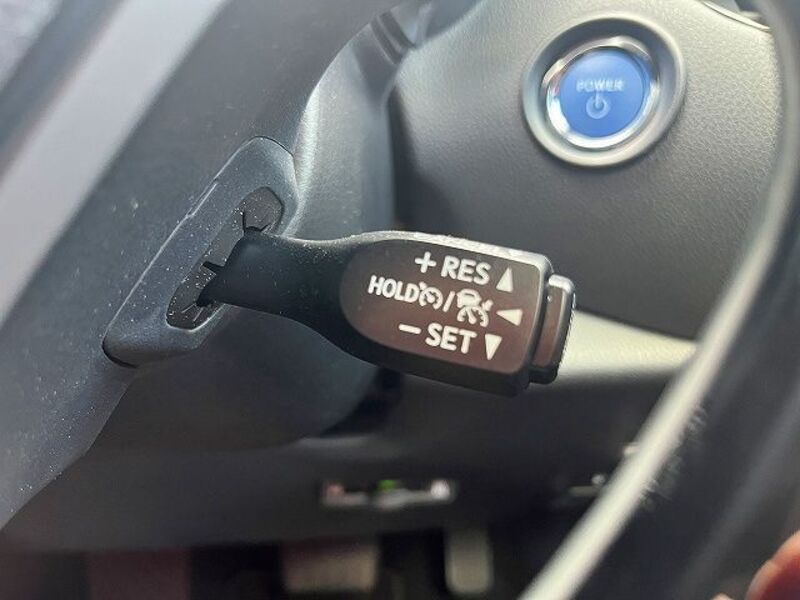 POWER
+ RES ▲
HOLD / ◀
− SET ▼